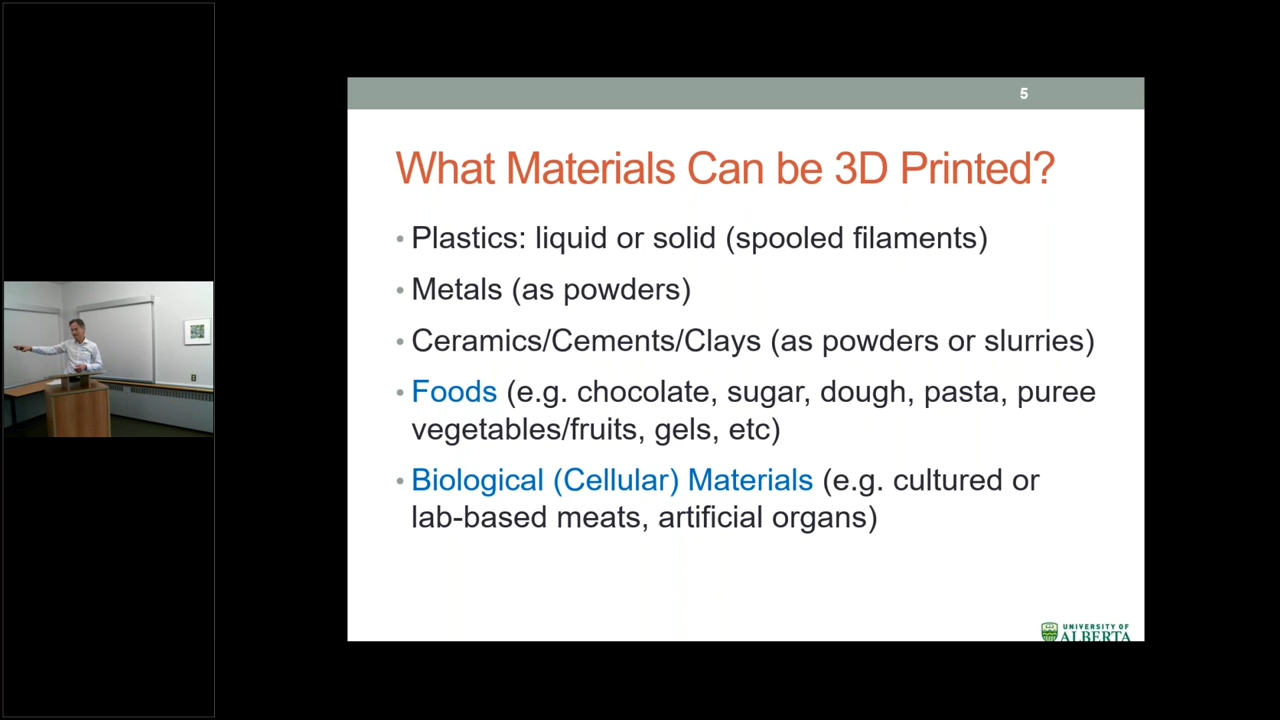 5
What Materials Can be 3D Printed?
• Plastics: liquid or solid (spooled filaments)
• Metals (as powders)
• Ceramics/Cements/Clays (as powders or slurries)
• Foods (e.g. chocolate, sugar, dough, pasta, puree
vegetables/fruits, gels, etc)
• Biological (Cellular) Materials (e.g. cultured or
lab-based meats, artificial organs)
UNIVERSITY OF
ALBERTA